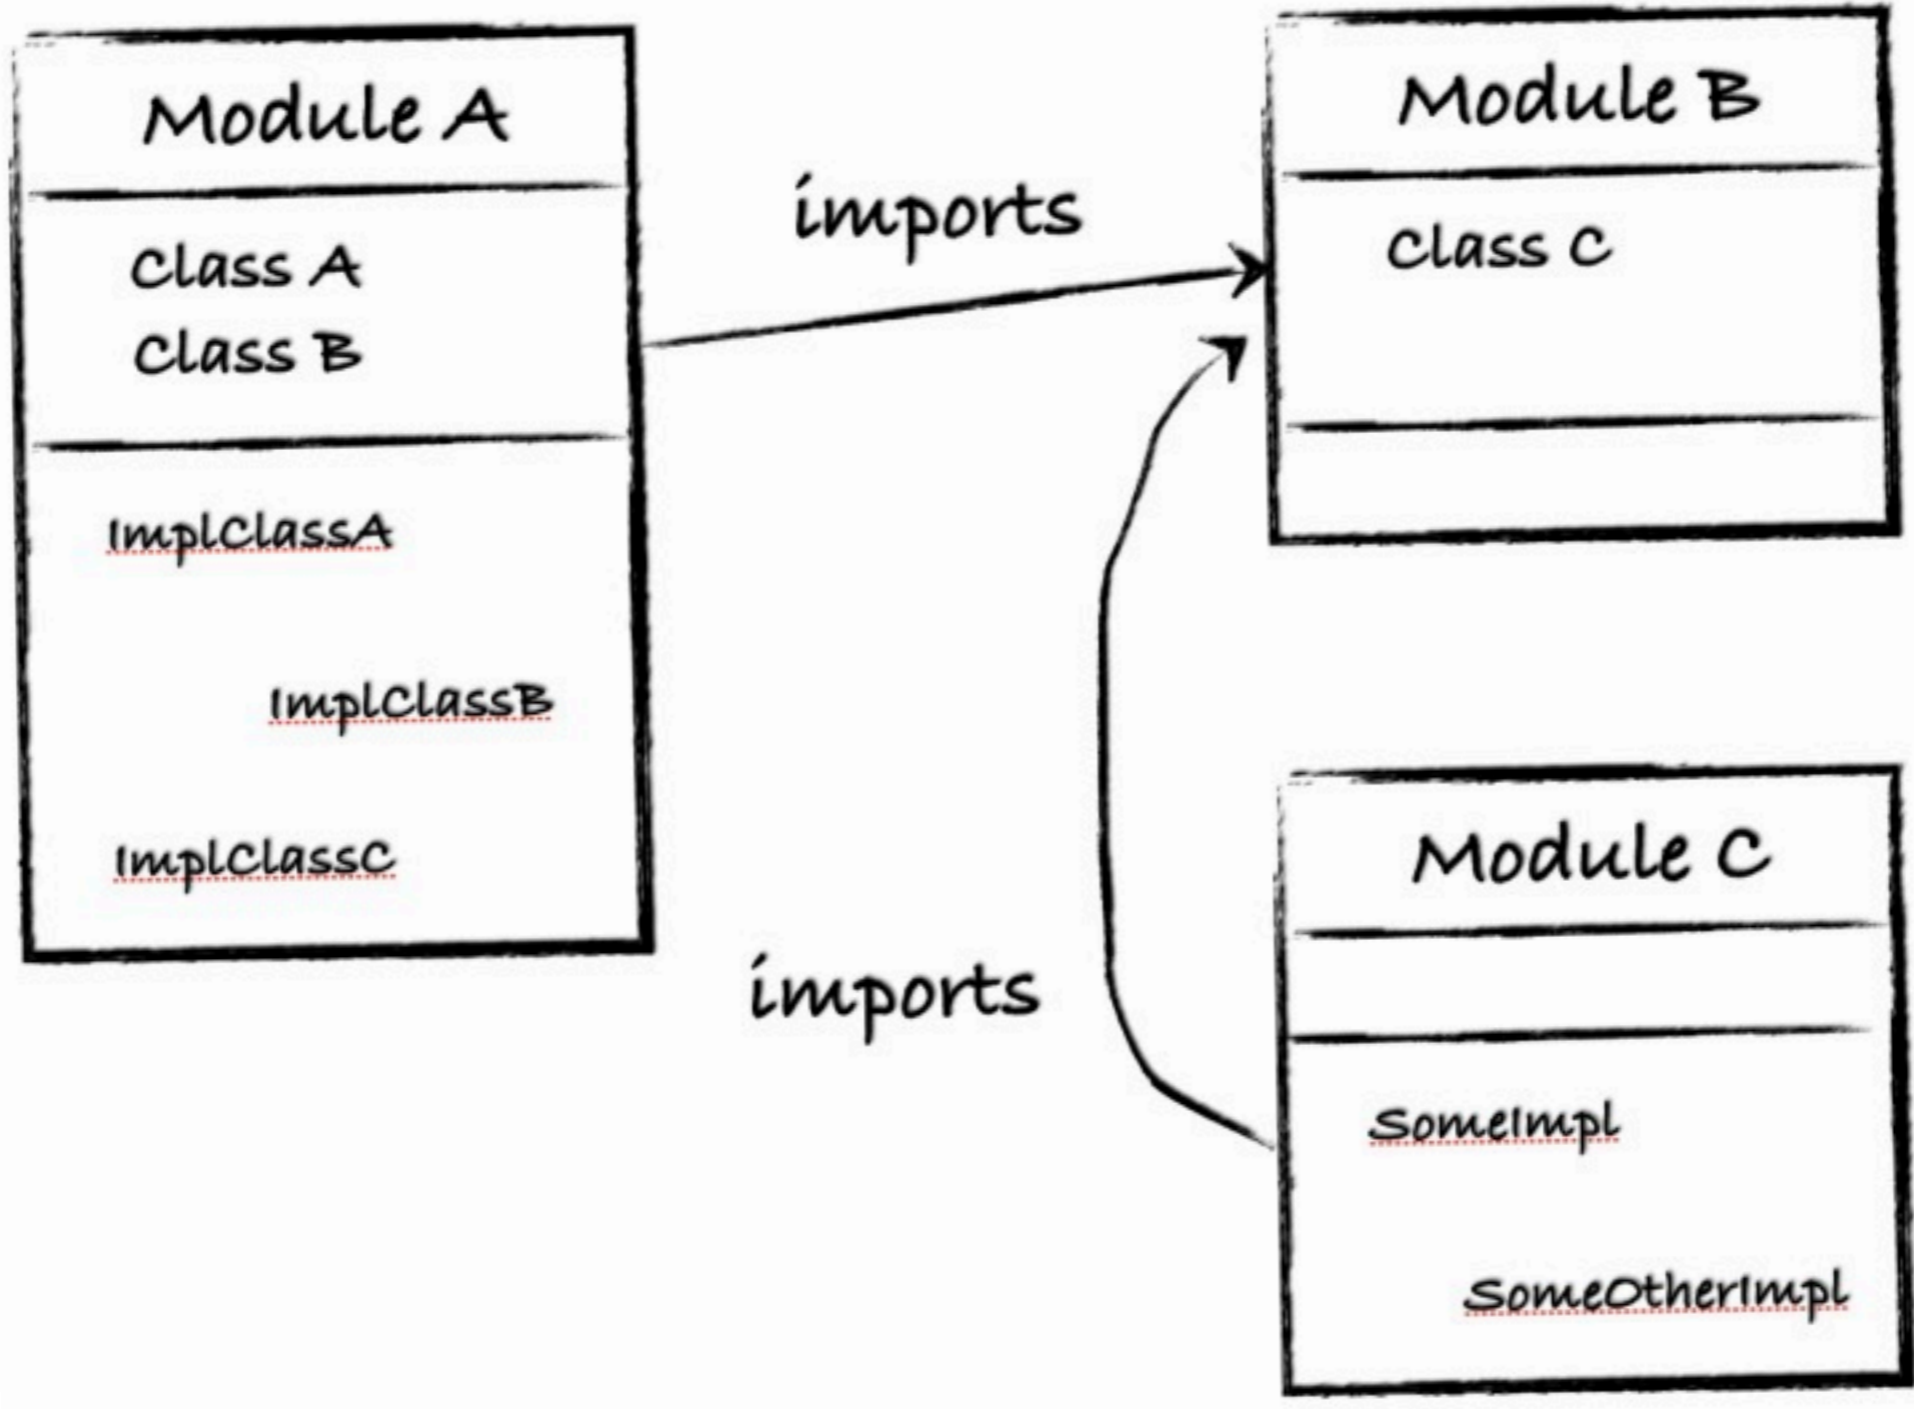 Module A
Class A
Class B
ImplClassA
ImplClassB
ImplClassC
imports
imports
Module B
Class C
Module C
SomeImpl
SomeOtherImpl